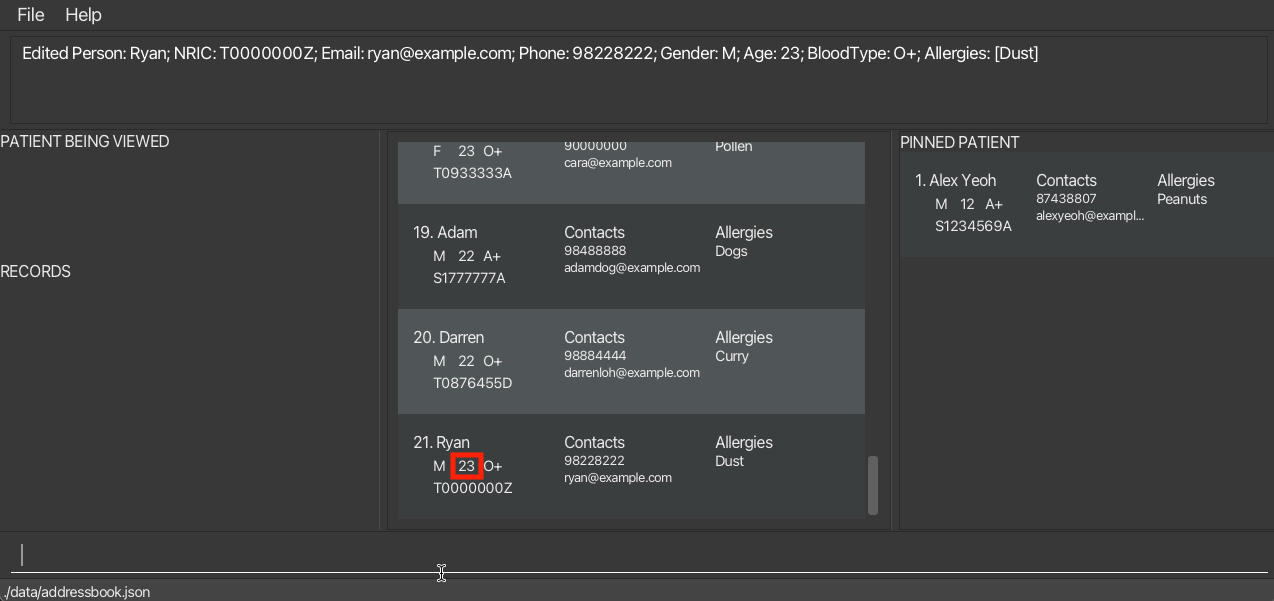 File Help
Edited Person: Ryan; NRIC: T0000000Z; Email: ryan@example.com; Phone: 98228222; Gender: M; Age: 23; BloodType: O+; Allergies: [Dust]
PATIENT BEING VIEWED
RECORDS
F 23 O+
T0933333A
90000000
cara@example.com
Pollen
19. Adam
M 22 A+
S1777777A
Contacts
98488888
adamdog@example.com
Allergies
Dogs
20. Darren
M 22 O+
T0876455D
Contacts
98884444
darrenloh@example.com
Allergies
Curry
21. Ryan
M 23 O+
T0000000Z
Contacts
98228222
ryan@example.com
Allergies
Dust
PINNED PATIENT
1. Alex Yeoh
M 12 A+
S1234569A
Contacts
87438807
alexyeoh@exampl...
Allergies
Peanuts
./data/addressbook.json